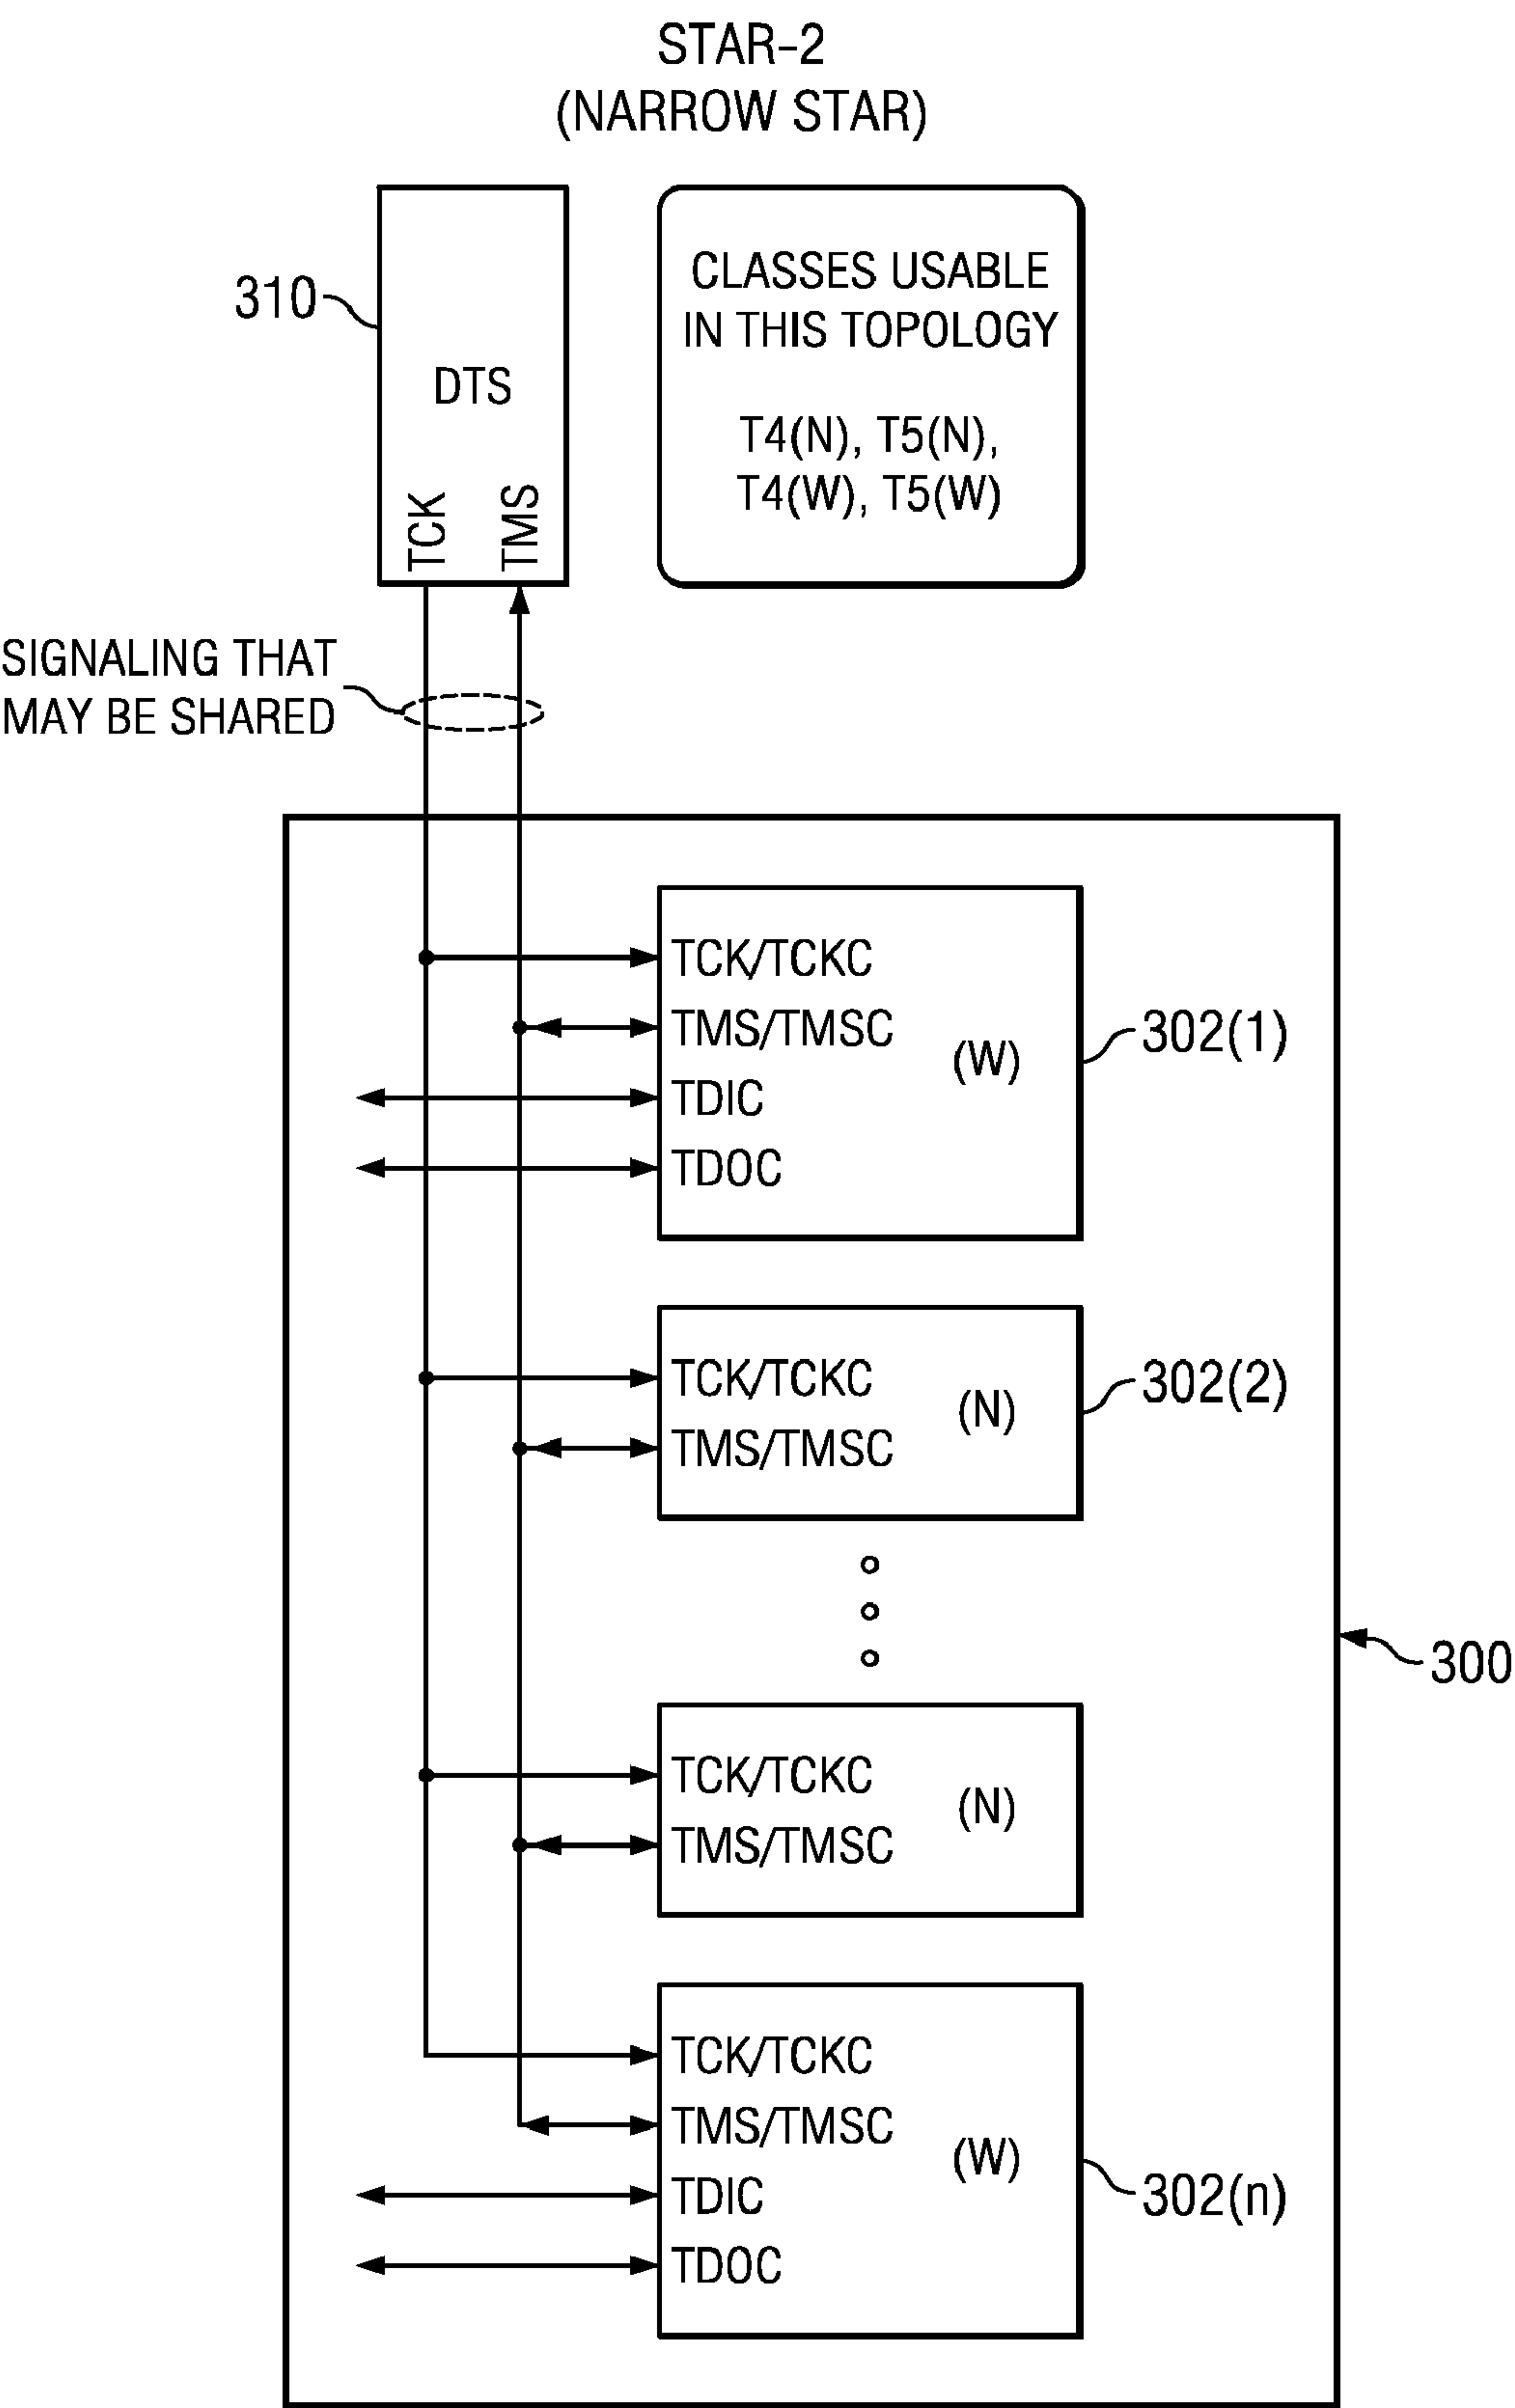 STAR-2
(NARROW STAR)
310
DTS
TCK
TMS
CLASSES USABLE
IN THIS TOPOLOGY
T4(N), T5(N),
T4(W), T5(W)
SIGNALING THAT
MAY BE SHARED
TCK/TCKC
TMS/TMSC
TDIC
TDOC
(W)
302(1)
TCK/TCKC
TMS/TMSC
(N)
302(2)
300
TCK/TCKC
TMS/TMSC
(N)
TCK/TCKC
TMS/TMSC
TDIC
TDOC
(W)
302(n)